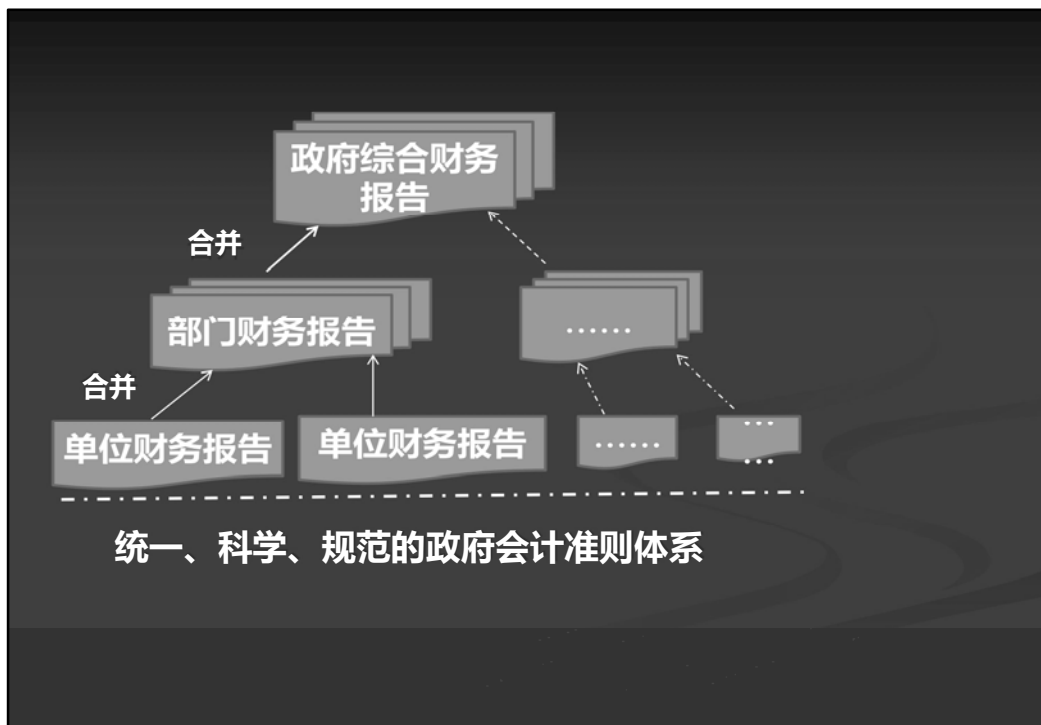 政府综合财务
报告
合并
部门财务报告
......
合并
单位财务报告
单位财务报告
......
...
...
统一、科学、规范的政府会计准则体系